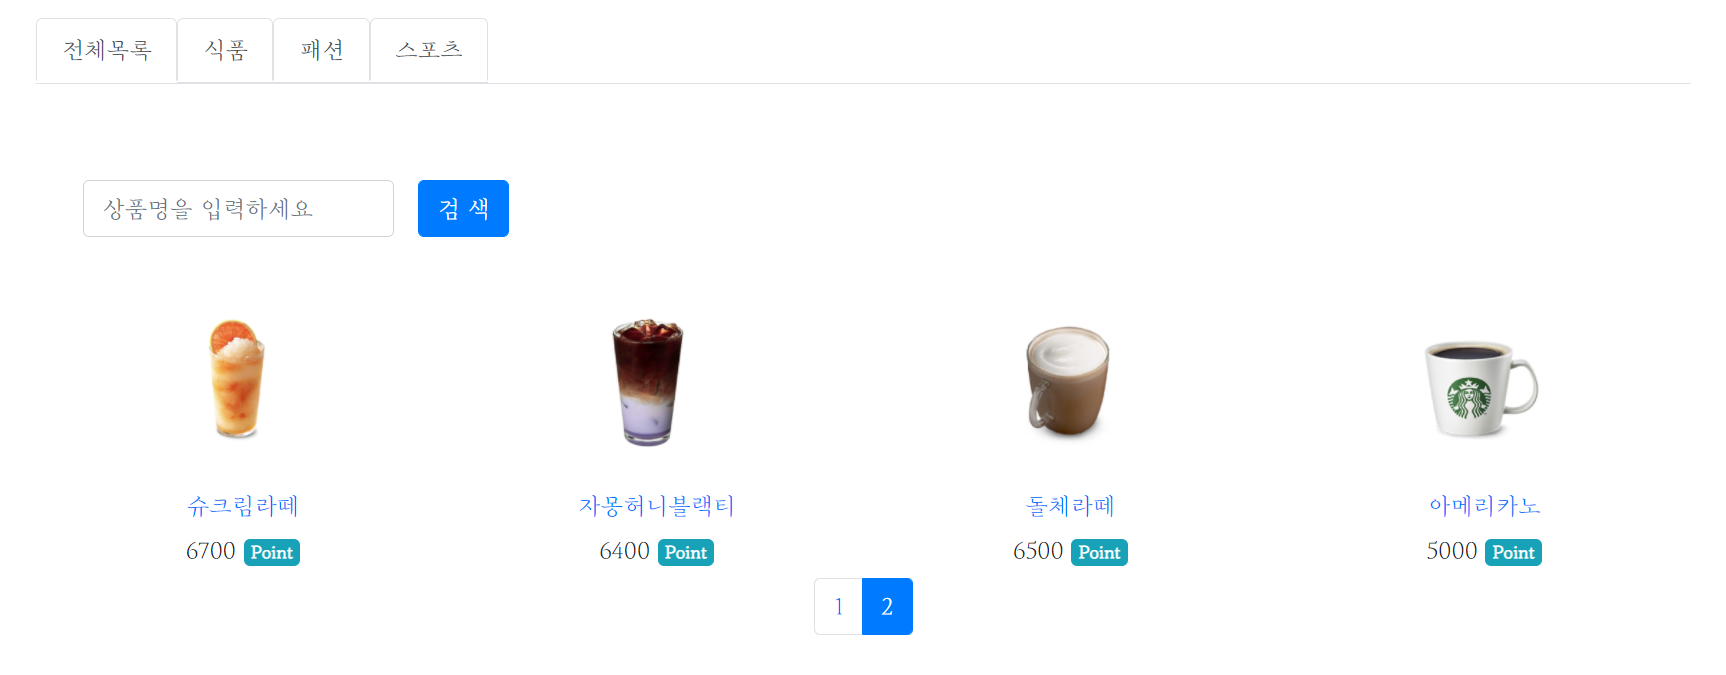 전체목록 식품 패션 스포츠
상품명을 입력하세요 검 색
슈크림라떼 자몽허니블랙티 돌체라떼 아메리카노
6700 Point 6400 Point 6500 Point 5000 Point
1 2